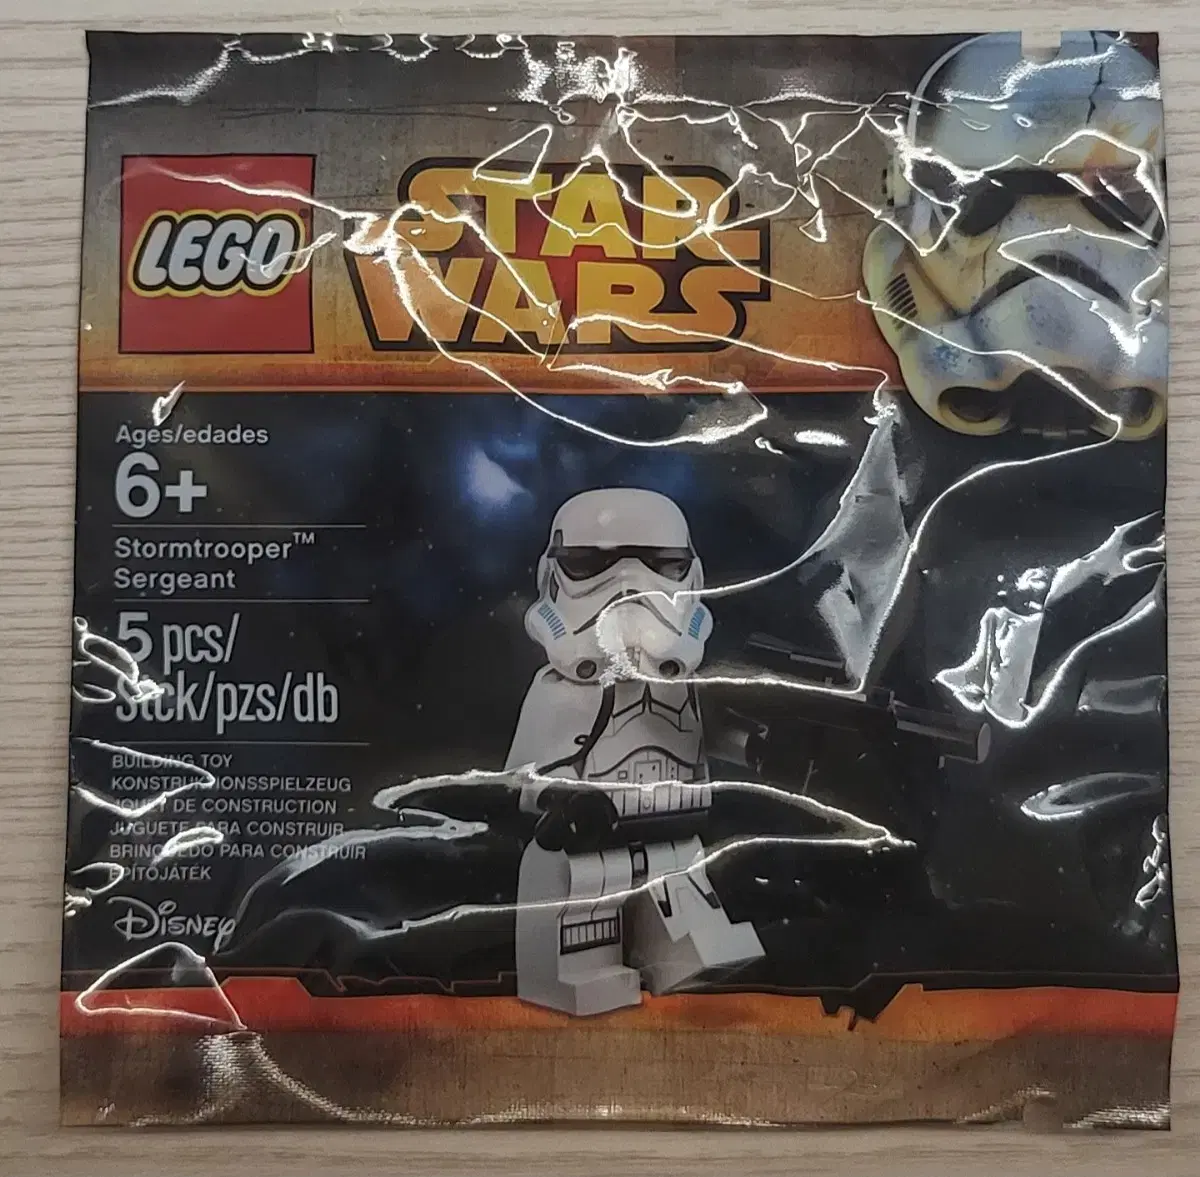 LEGO
STAR
WARS
Ages/edades
6+
Stormtrooper™
Sergeant
5 pcs/
Stck/pzs/db
BUILDING TOY
KONSTRUKTIONSSPIELZEUG
JOUET DE CONSTRUCTION
JUGUETE PARA CONSTRUIR
BRINQUEDO PARA CONSTRUIR
ÉPÍTŐJÁTÉK
Disney